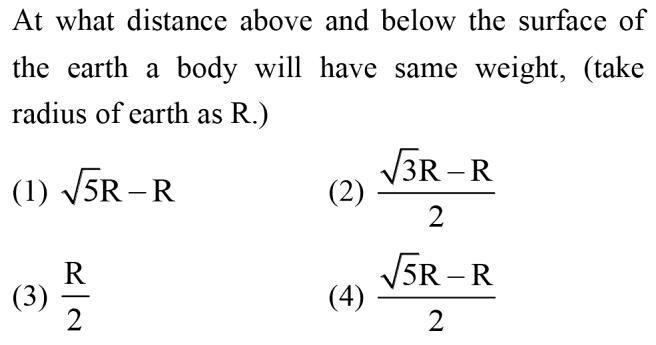 At what distance above and below the surface of
the earth a body will have same weight, (take
radius of earth as R.)
(1) √5R – R (2) (√3R – R)/2
(3) R/2 (4) (√5R – R)/2